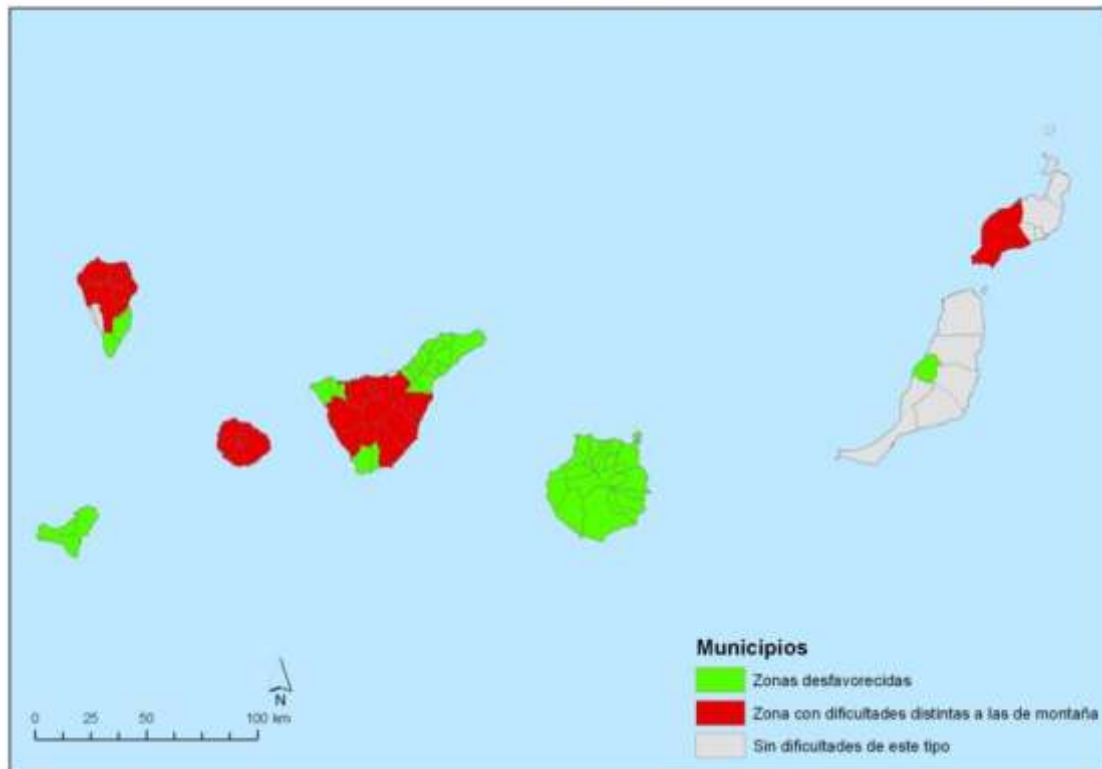 Municipios
Zonas desfavorecidas
Zona con dificultades distintas a las de montaña
Sin dificultades de este tipo
N
0 25 50 100 km